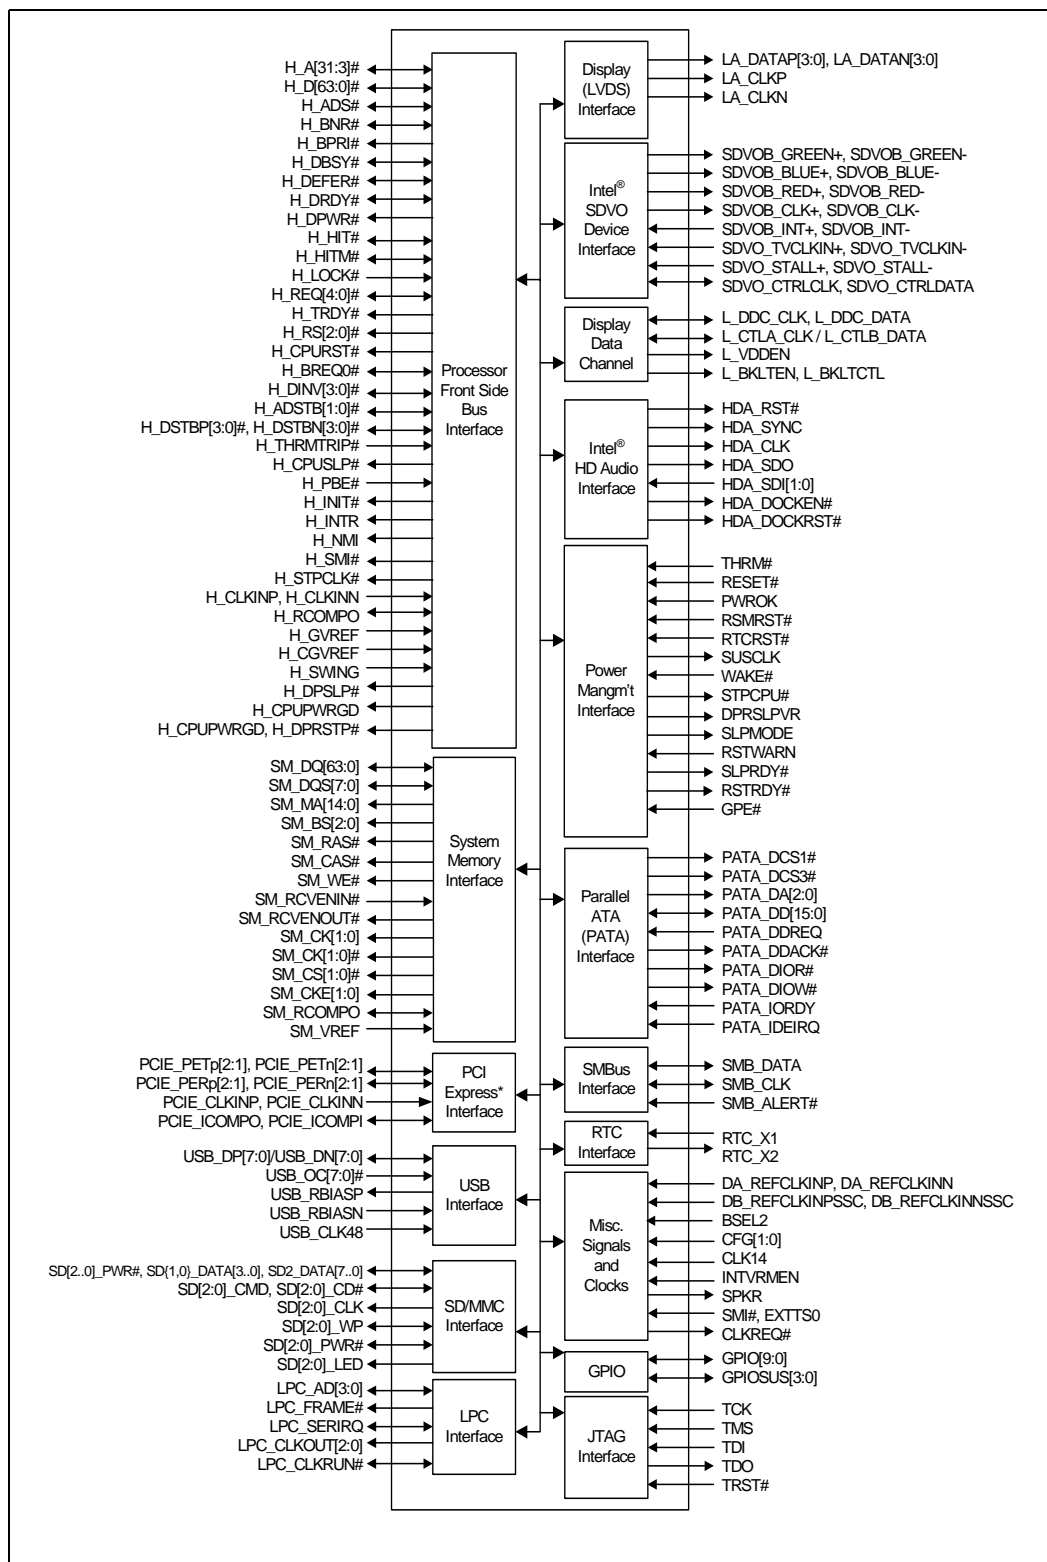 H_A[31:3]#
H_D[63:0]#
H_ADS#
H_BNR#
H_BPRI#
H_DBSY#
H_DEFER#
H_DRDY#
H_DPWR#
H_HIT#
H_HITM#
H_LOCK#
H_REQ[4:0]#
H_TRDY#
H_RS[2:0]#
H_CPURST#
H_BREQ0#
H_DINV[3:0]#
H_ADSTB[1:0]#
H_DSTBP[3:0]#, H_DSTBN[3:0]#
H_THRMTRIP#
H_CPUSLP#
H_PBE#
H_INIT#
H_INTR
H_NMI
H_SMI#
H_STPCLK#
H_CLKINP, H_CLKINN
H_RCOMPO
H_GVREF
H_CGVREF
H_SWING
H_DPSLP#
H_CPUPWRGD
H_CPUPWRGD, H_DPRSTP#
Processor
Front Side
Bus
Interface
SM_DQ[63:0]
SM_DQS[7:0]
SM_MA[14:0]
SM_BS[2:0]
SM_RAS#
SM_CAS#
SM_WE#
SM_RCVENIN#
SM_RCVENOUT#
SM_CK[1:0]
SM_CK[1:0]#
SM_CS[1:0]#
SM_CKE[1:0]
SM_RCOMPO
SM_VREF
System
Memory
Interface
PCIE_PETp[2:1], PCIE_PETn[2:1]
PCIE_PERp[2:1], PCIE_PERn[2:1]
PCIE_CLKINP, PCIE_CLKINN
PCIE_ICOMPO, PCIE_ICOMPI
PCI
Express*
Interface
USB_DP[7:0]/USB_DN[7:0]
USB_OC[7:0]#
USB_RBIASP
USB_RBIASN
USB_CLK48
USB
Interface
SD[2..0]_PWR#, SD{1,0}_DATA[3..0], SD2_DATA[7..0]
SD[2:0]_CMD, SD[2:0]_CD#
SD[2:0]_CLK
SD[2:0]_WP
SD[2:0]_PWR#
SD[2:0]_LED
SD/MMC
Interface
LPC_AD[3:0]
LPC_FRAME#
LPC_SERIRQ
LPC_CLKOUT[2:0]
LPC_CLKRUN#
LPC
Interface
Display
(LVDS)
Interface
LA_DATAP[3:0], LA_DATAN[3:0]
LA_CLKP
LA_CLKN
Intel®
SDVO
Device
Interface
SDVOB_GREEN+, SDVOB_GREEN-
SDVOB_BLUE+, SDVOB_BLUE-
SDVOB_RED+, SDVOB_RED-
SDVOB_CLK+, SDVOB_CLK-
SDVOB_INT+, SDVOB_INT-
SDVO_TVCLKIN+, SDVO_TVCLKIN-
SDVO_STALL+, SDVO_STALL-
SDVO_CTRLCLK, SDVO_CTRLDATA
Display
Data
Channel
L_DDC_CLK, L_DDC_DATA
L_CTLA_CLK / L_CTLB_DATA
L_VDDEN
L_BKLTEN, L_BKLTCTL
Intel®
HD Audio
Interface
HDA_RST#
HDA_SYNC
HDA_CLK
HDA_SDO
HDA_SDI[1:0]
HDA_DOCKEN#
HDA_DOCKRST#
Power
Mangm't
Interface
THRM#
RESET#
PWROK
RSMRST#
RTCRST#
SUSCLK
WAKE#
STPCPU#
DPRSLPVR
SLPMODE
RSTWARN
SLPRDY#
RSTRDY#
GPE#
Parallel
ATA
(PATA)
Interface
PATA_DCS1#
PATA_DCS3#
PATA_DA[2:0]
PATA_DD[15:0]
PATA_DDREQ
PATA_DDACK#
PATA_DIOR#
PATA_DIOW#
PATA_IORDY
PATA_IDEIRQ
SMBus
Interface
SMB_DATA
SMB_CLK
SMB_ALERT#
RTC
Interface
RTC_X1
RTC_X2
Misc.
Signals
and
Clocks
DA_REFCLKINP, DA_REFCLKINN
DB_REFCLKINPSSC, DB_REFCLKINNSSC
BSEL2
CFG[1:0]
CLK14
INTVRMEN
SPKR
SMI#, EXTTS0
CLKREQ#
GPIO
GPIO[9:0]
GPIOSUS[3:0]
JTAG
Interface
TCK
TMS
TDI
TDO
TRST#